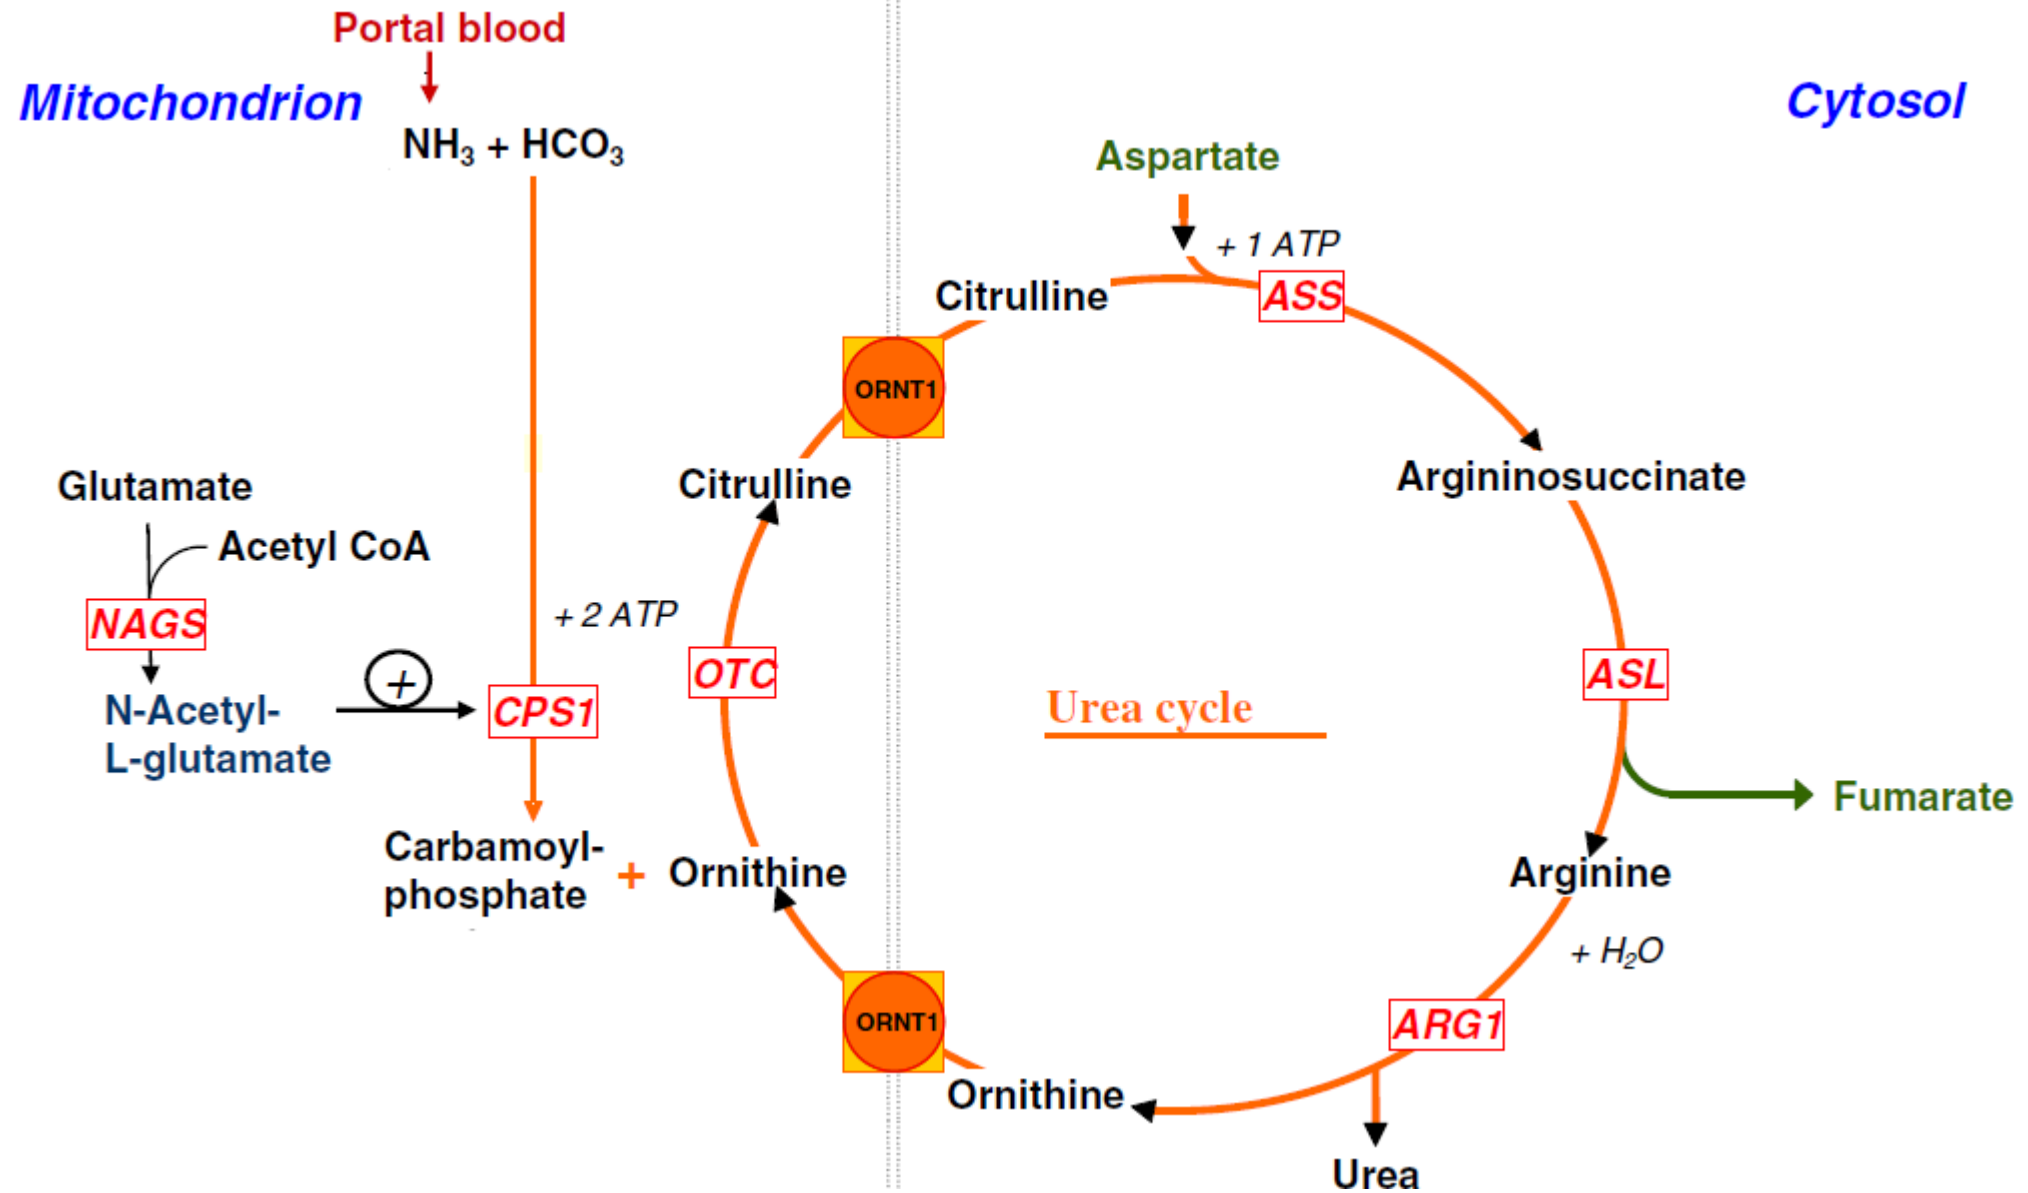 Portal blood
Mitochondrion
Cytosol
NH₃ + HCO₃
Aspartate
+ 1 ATP
Citrulline
ASS
ORNT1
Citrulline
Argininosuccinate
Glutamate
Acetyl CoA
NAGS
+ 2 ATP
+
OTC
ASL
N-Acetyl-
L-glutamate
CPS1
Urea cycle
Fumarate
Carbamoyl-
phosphate
+
Ornithine
Arginine
+ H₂O
ORNT1
ARG1
Ornithine
Urea